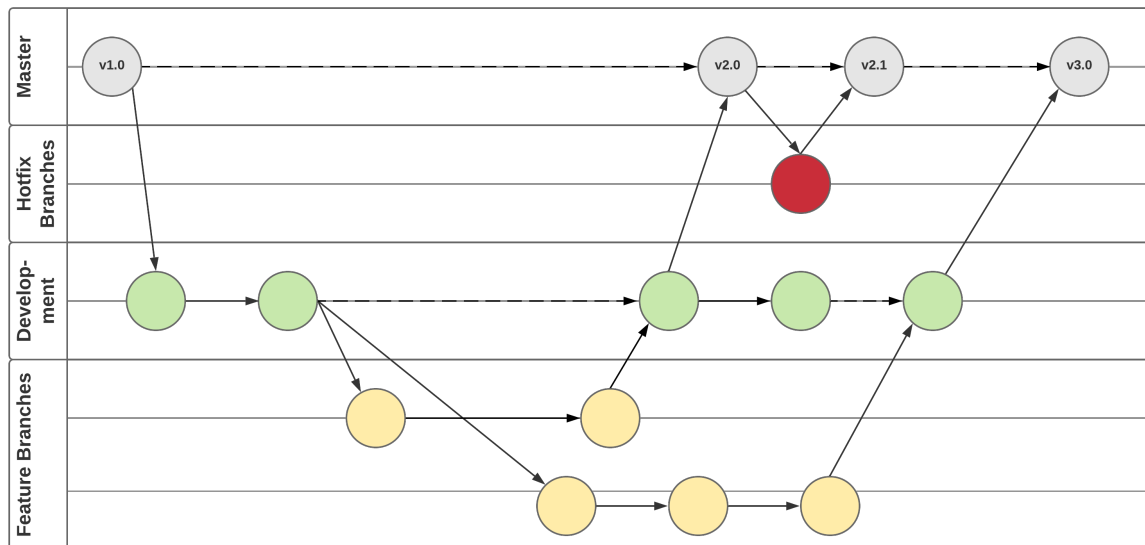 Master
v1.0
v2.0
v2.1
v3.0
Hotfix
Branches
Develop-
ment
Feature Branches